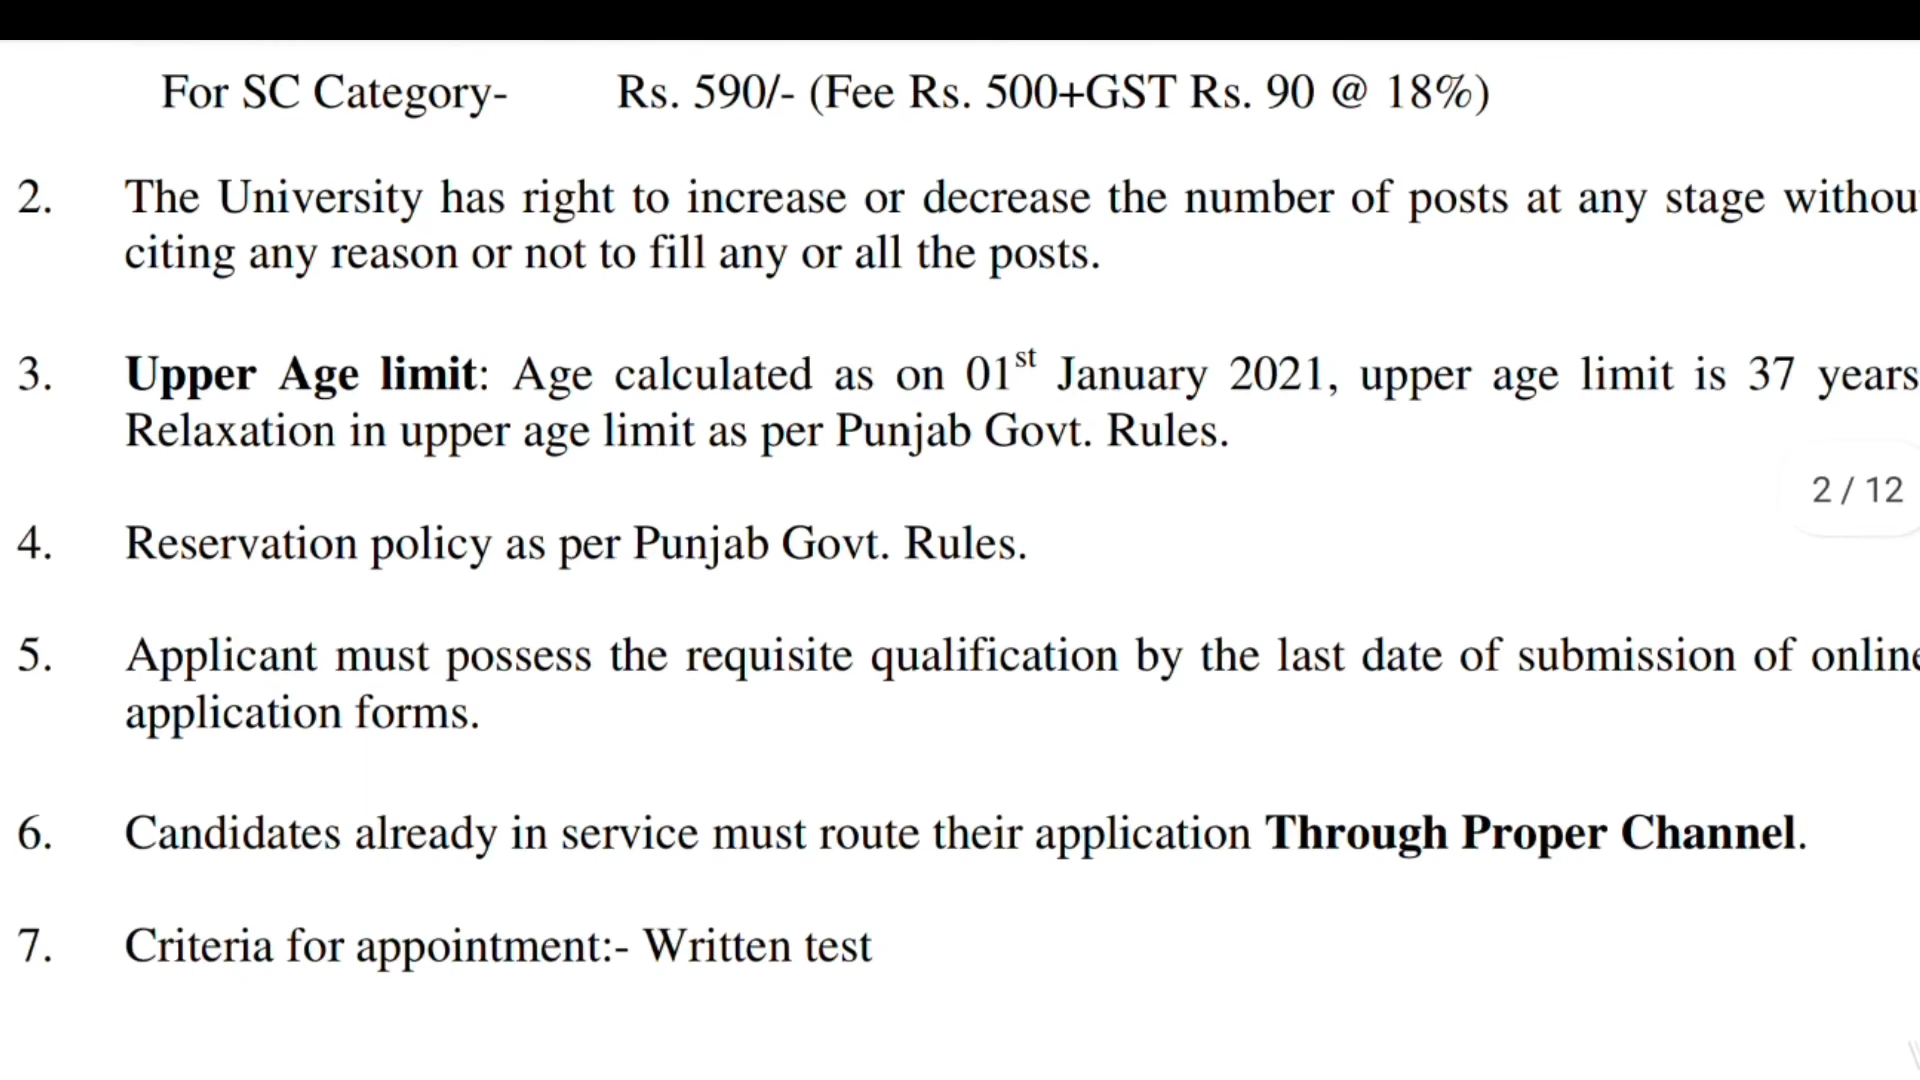 For SC Category- Rs. 590/- (Fee Rs. 500+GST Rs. 90 @ 18%)
2. The University has right to increase or decrease the number of posts at any stage withou
citing any reason or not to fill any or all the posts.
3. Upper Age limit: Age calculated as on 01st January 2021, upper age limit is 37 years
Relaxation in upper age limit as per Punjab Govt. Rules.
2 / 12
4. Reservation policy as per Punjab Govt. Rules.
5. Applicant must possess the requisite qualification by the last date of submission of online
application forms.
6. Candidates already in service must route their application Through Proper Channel.
7. Criteria for appointment:- Written test